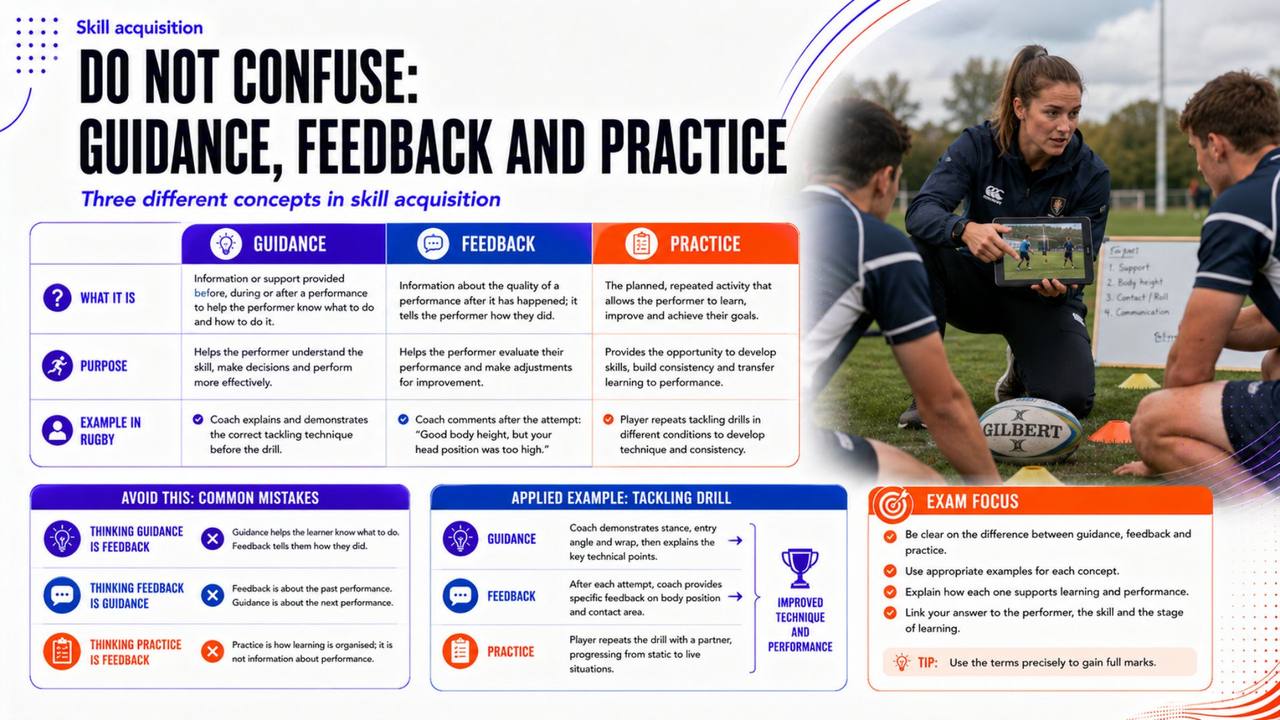 Skill acquisition
DO NOT CONFUSE:
GUIDANCE, FEEDBACK AND PRACTICE
Three different concepts in skill acquisition
GUIDANCE
FEEDBACK
PRACTICE
WHAT IT IS
Information or support provided
before, during or after a performance
to help the performer know what to do
and how to do it.
Information about the quality of a
performance after it has happened; it
tells the performer how they did.
The planned, repeated activity that
allows the performer to learn,
improve and achieve their goals.
PURPOSE
Helps the performer understand the
skill, make decisions and perform
more effectively.
Helps the performer evaluate their
performance and make adjustments
for improvement.
Provides the opportunity to develop
skills, build consistency and transfer
learning to performance.
EXAMPLE IN
RUGBY
Coach explains and demonstrates
the correct tackling technique
before the drill.
Coach comments after the attempt:
“Good body height, but your
head position was too high.”
Player repeats tackling drills in
different conditions to develop
technique and consistency.
1. Support
2. Body height
3. Contact / Roll
4. Communication
GILBERT
AVOID THIS: COMMON MISTAKES
THINKING GUIDANCE
IS FEEDBACK
Guidance helps the learner know what to do.
Feedback tells them how they did.
THINKING FEEDBACK
IS GUIDANCE
Feedback is about the past performance.
Guidance is about the next performance.
THINKING PRACTICE
IS FEEDBACK
Practice is how learning is organised; it is
not information about performance.
APPLIED EXAMPLE: TACKLING DRILL
GUIDANCE
Coach demonstrates stance, entry
angle and wrap, then explains the
key technical points.
FEEDBACK
After each attempt, coach provides
specific feedback on body position
and contact area.
PRACTICE
Player repeats the drill with a partner,
progressing from static to live
situations.
IMPROVED
TECHNIQUE
AND
PERFORMANCE
EXAM FOCUS
Be clear on the difference between guidance, feedback and
practice.
Use appropriate examples for each concept.
Explain how each one supports learning and performance.
Link your answer to the performer, the skill and the stage
of learning.
TIP: Use the terms precisely to gain full marks.